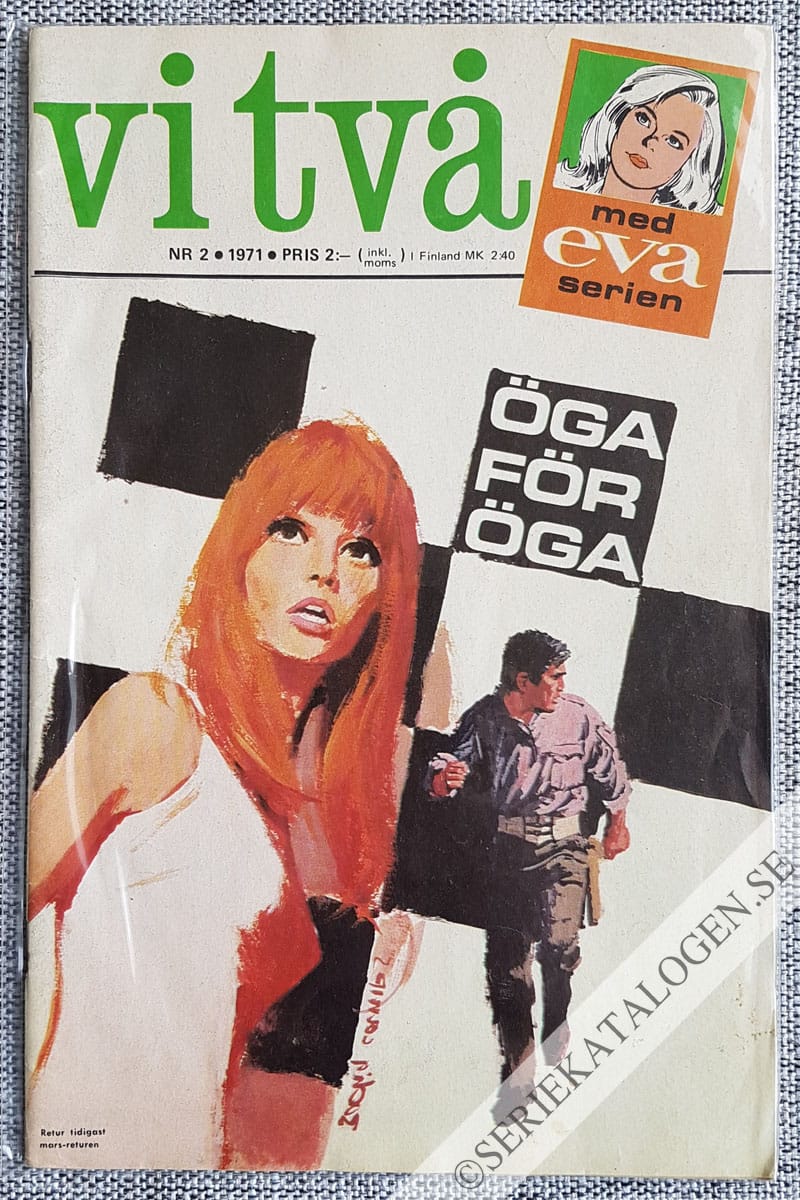 vi två
NR 2 ● 1971 ● PRIS 2:– (inkl. moms) I Finland MK 2:40
med
eva
serien
ÖGA
FÖR
ÖGA
Retur tidigast
mars-returen
©SERIEKATALOGEN.SE